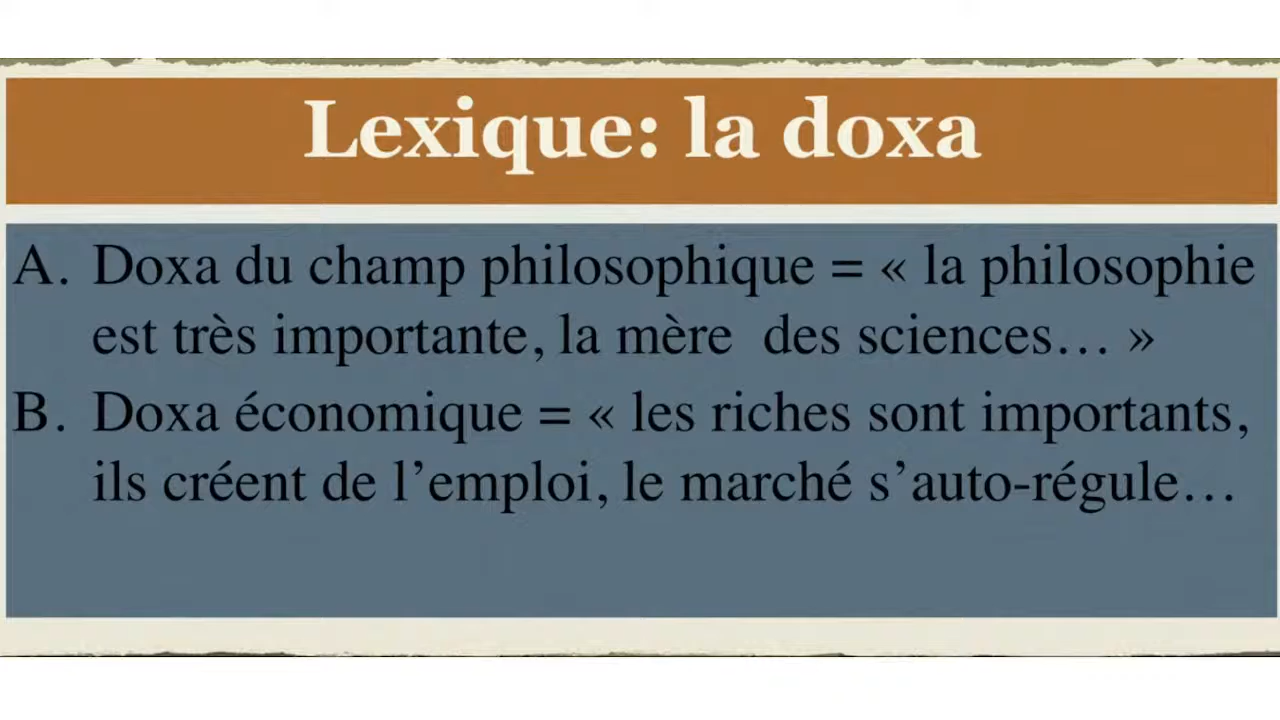 Lexique: la doxa
A. Doxa du champ philosophique = « la philosophie
est très importante, la mère  des sciences… »
B. Doxa économique = « les riches sont importants,
ils créent de l’emploi, le marché s’auto-régule…